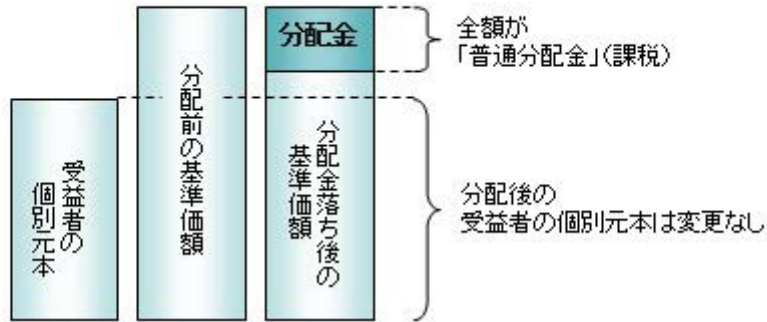 受益者の
個別元本
分配前の基準価額
分配金
分配金落ち後の
基準価額
全額が
「普通分配金」(課税)
分配後の
受益者の個別元本は変更なし